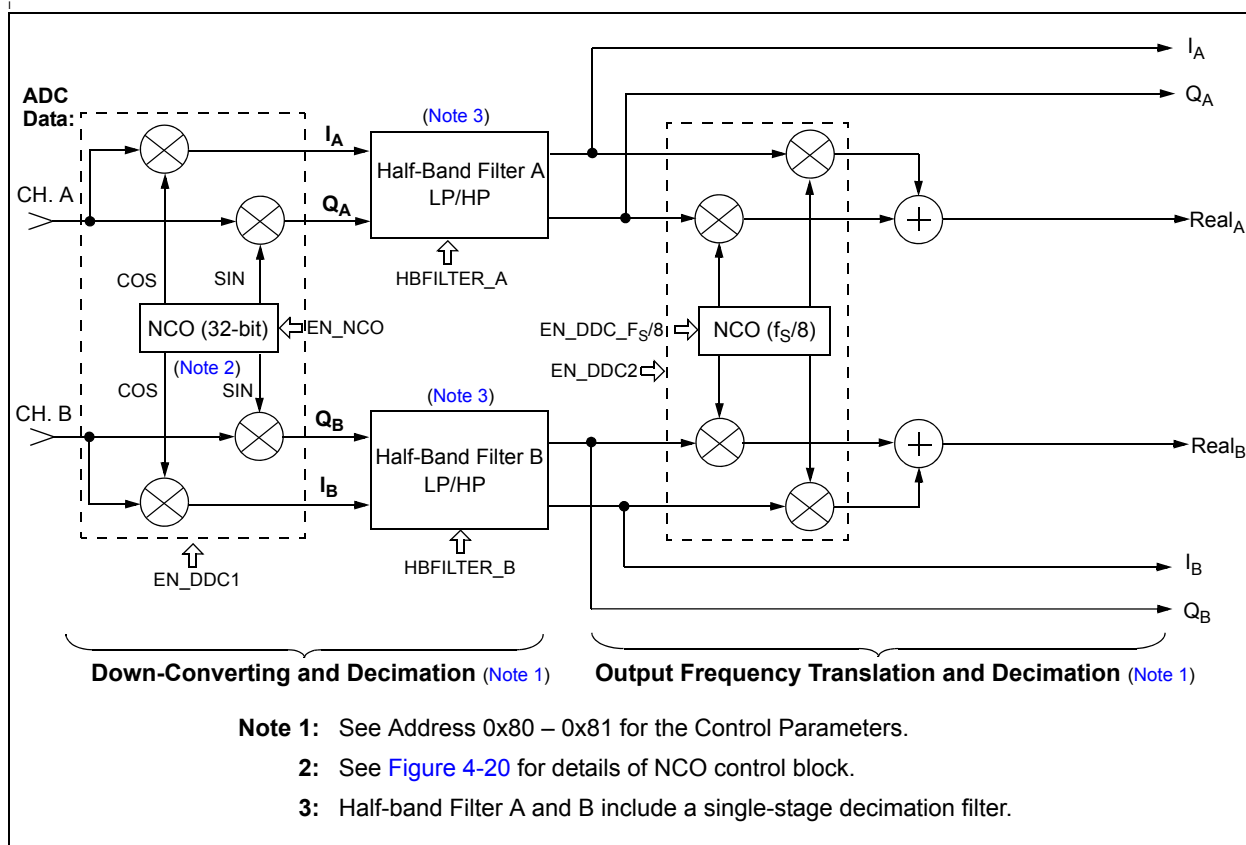 I_A
Q_A
ADC
Data:
(Note 3)
I_A
Half-Band Filter A
LP/HP
CH. A
Q_A
Real_A
HBFILTER_A
COS
SIN
NCO (32-bit)
EN_NCO
EN_DDC_F_S/8
NCO (f_S/8)
(Note 2)
EN_DDC2
COS
SIN
(Note 3)
CH. B
Q_B
Half-Band Filter B
LP/HP
Real_B
I_B
HBFILTER_B
EN_DDC1
I_B
Q_B
Down-Converting and Decimation (Note 1)
Output Frequency Translation and Decimation (Note 1)
Note 1: See Address 0x80 – 0x81 for the Control Parameters.
2: See Figure 4-20 for details of NCO control block.
3: Half-band Filter A and B include a single-stage decimation filter.